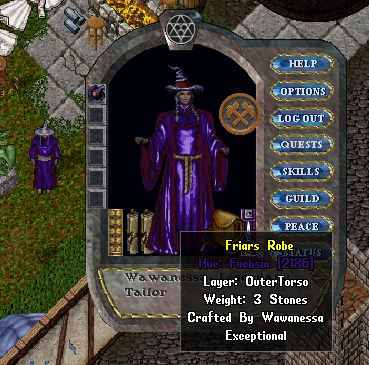 HELP
OPTIONS
LOG OUT
QUESTS
SKILLS
GUILD
PEACE
STATUS
Wawanessa
Tailor
Friars Robe
Hue: Fuchsia [2186]
Layer: OuterTorso
Weight: 3 Stones
Crafted By Wawanessa
Exceptional